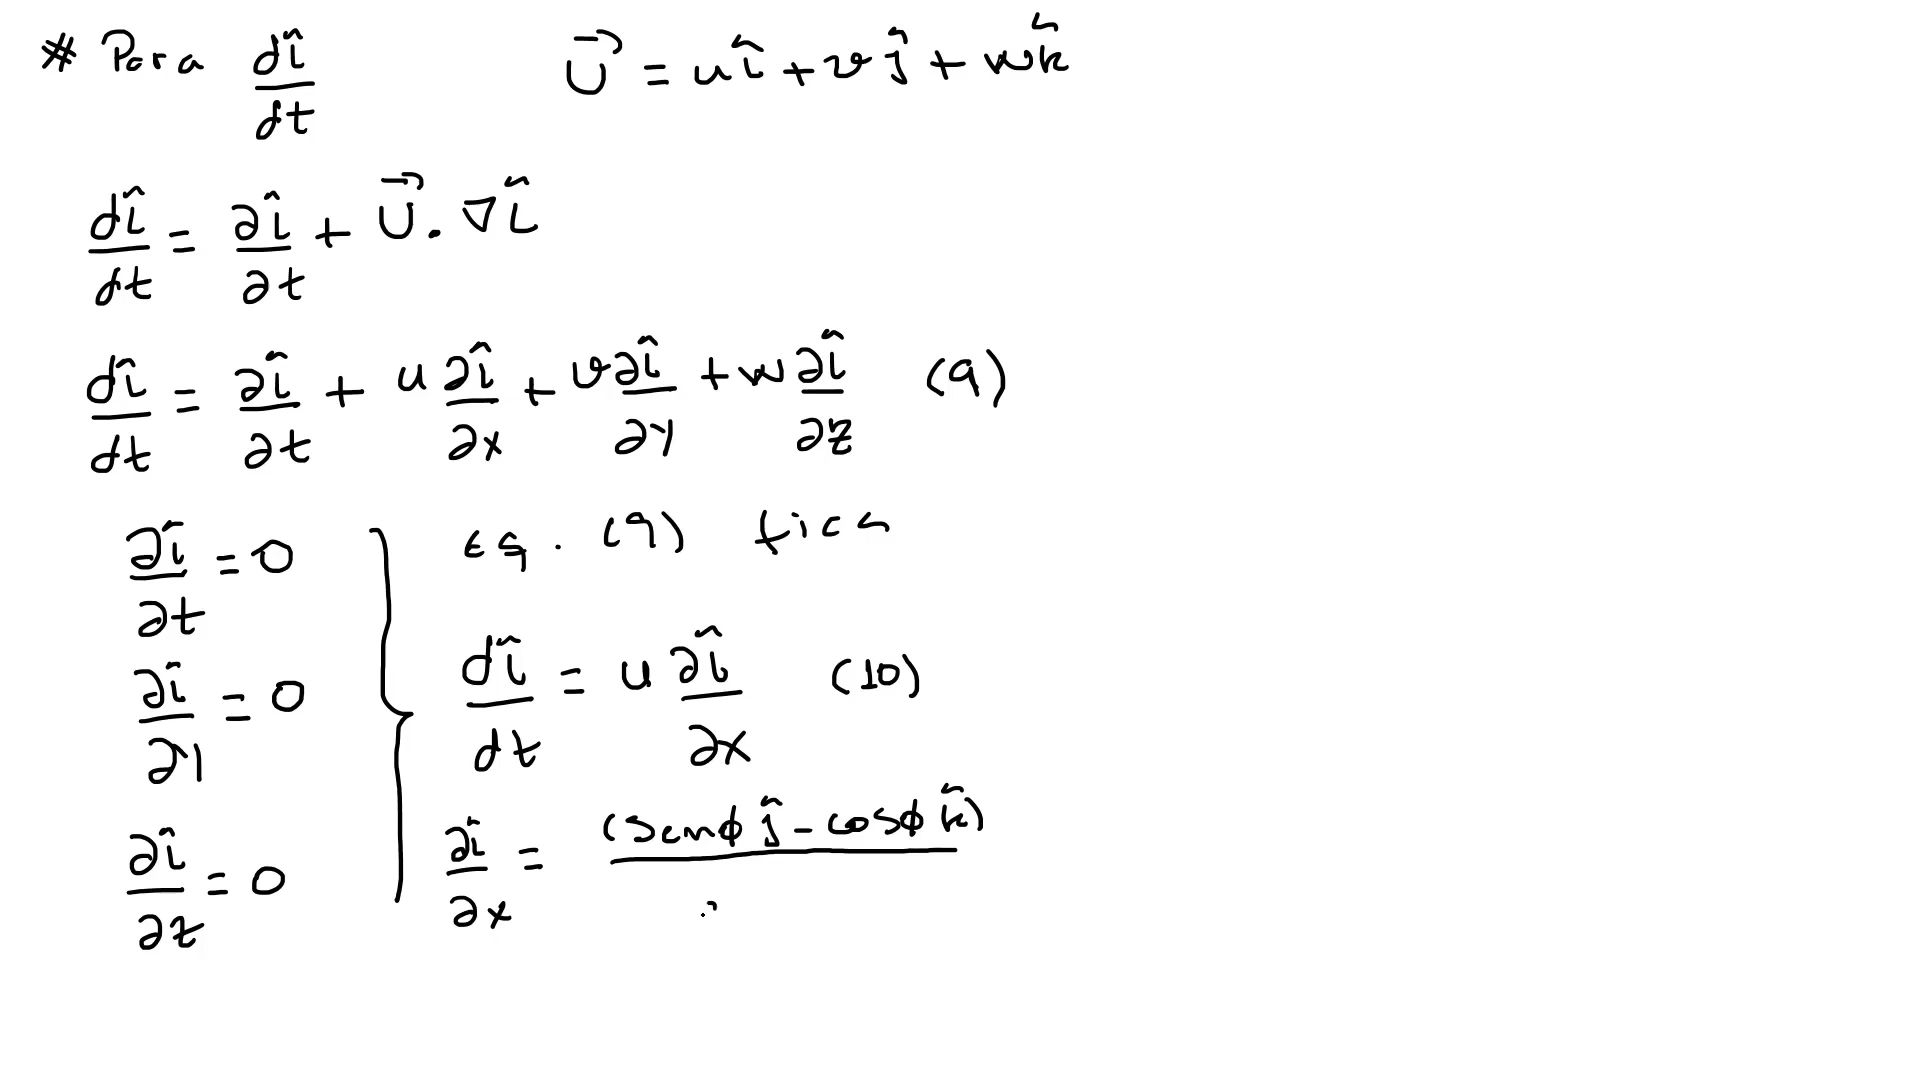 # Para dî/dt    U⃗ = uî + vĵ + wk̂
dî/dt = ∂î/∂t + U⃗ . ∇î
dî/dt = ∂î/∂t + u ∂î/∂x + v ∂î/∂y + w ∂î/∂z (9)
∂î/∂t = 0
∂î/∂y = 0
∂î/∂z = 0
Eq. (9) fica
dî/dt = u ∂î/∂x (10)
∂î/∂x = (senϕ ĵ - cosϕ k̂)/